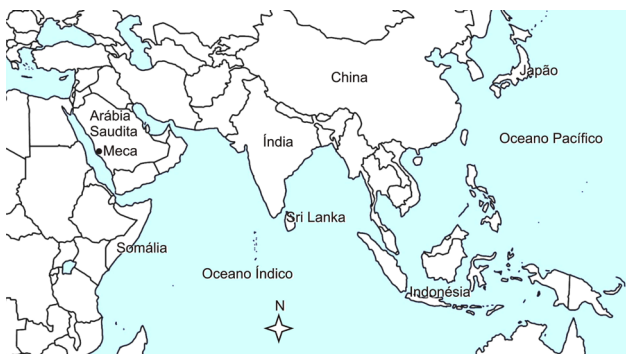 Japão
China
Arábia
Saudita
Meca
Índia
Oceano Pacífico
Sri Lanka
Somália
Oceano Índico
Indonésia
N